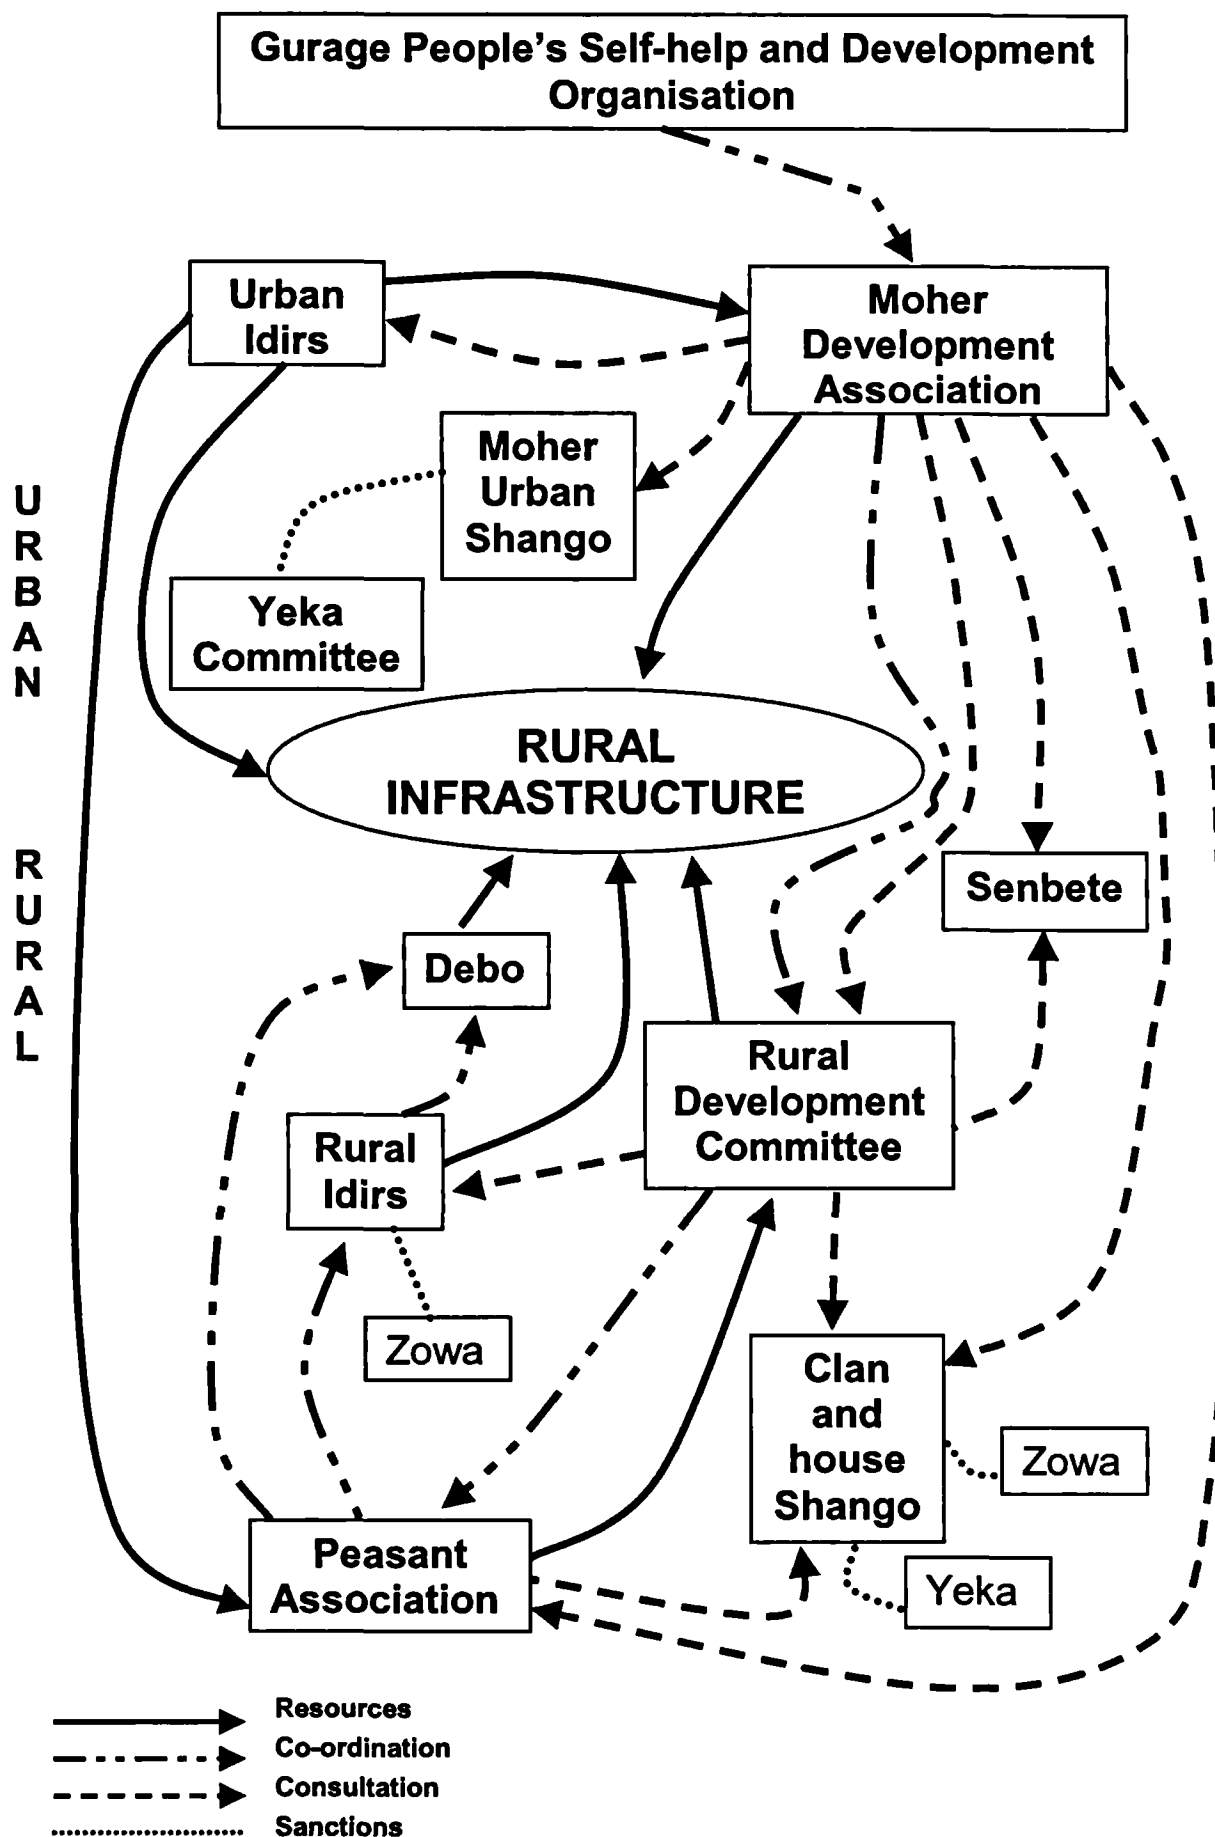 Gurage People's Self-help and Development
Organisation
Urban
Idirs
Moher
Development
Association
Moher
Urban
Shango
Yeka
Committee
U
R
B
A
N
RURAL
INFRASTRUCTURE
R
U
R
A
L
Senbete
Debo
Rural
Development
Committee
Rural
Idirs
Zowa
Clan
and
house
Shango
Zowa
Yeka
Peasant
Association
Resources
Co-ordination
Consultation
Sanctions